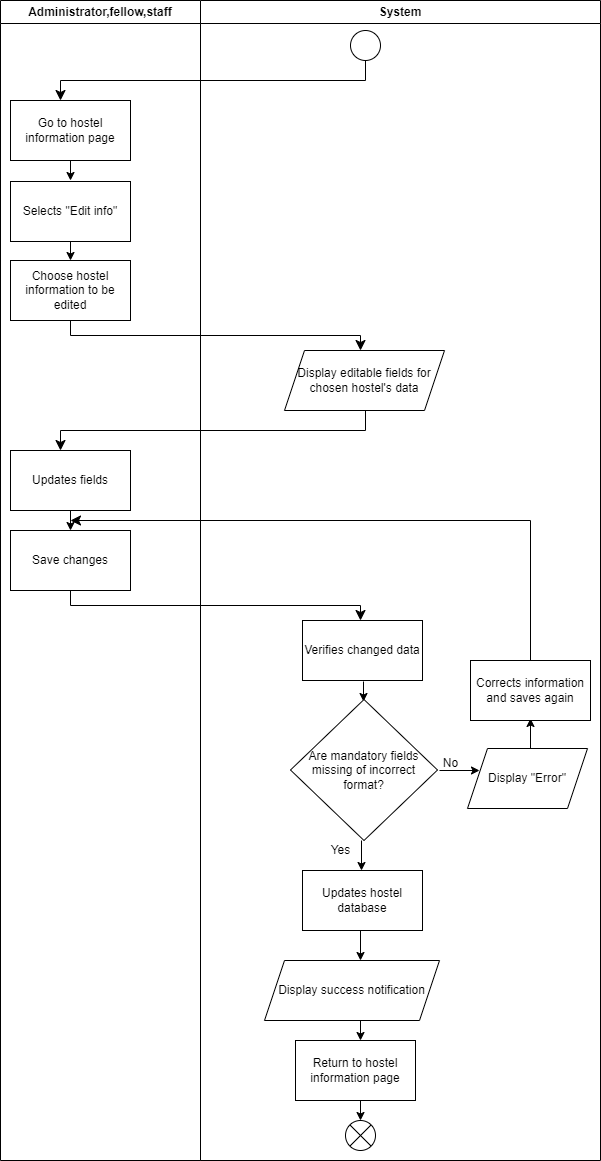 Administrator,fellow,staff
System
Go to hostel
information page
Selects "Edit info"
Choose hostel
information to be
edited
Display editable fields for
chosen hostel's data
Updates fields
Save changes
Verifies changed data
Corrects information
and saves again
Are mandatory fields
missing of incorrect
format?
No
Display "Error"
Yes
Updates hostel
database
Display success notification
Return to hostel
information page